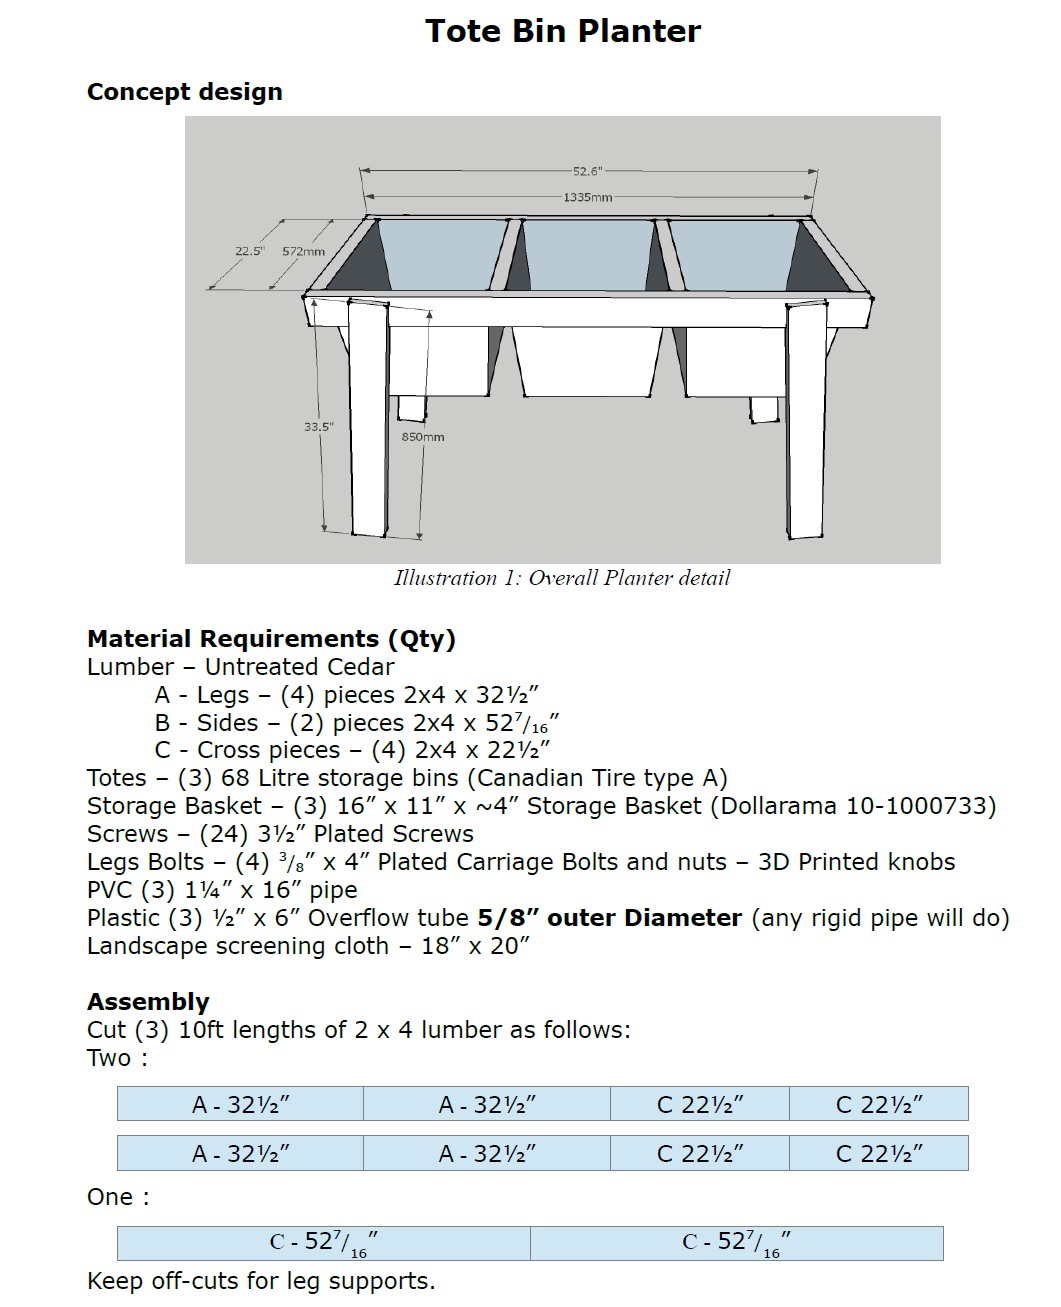 Tote Bin Planter
Concept design
52.6"
1335mm
22.5" 572mm
33.5"
850mm
Illustration 1: Overall Planter detail
Material Requirements (Qty)
Lumber – Untreated Cedar
A - Legs – (4) pieces 2x4 x 32½”
B - Sides – (2) pieces 2x4 x 52⁷/₁₆”
C - Cross pieces – (4) 2x4 x 22½”
Totes – (3) 68 Litre storage bins (Canadian Tire type A)
Storage Basket – (3) 16” x 11” x ~4” Storage Basket (Dollarama 10-1000733)
Screws – (24) 3½” Plated Screws
Legs Bolts – (4) ³/₈” x 4” Plated Carriage Bolts and nuts – 3D Printed knobs
PVC (3) 1¼” x 16” pipe
Plastic (3) ½” x 6” Overflow tube 5/8” outer Diameter (any rigid pipe will do)
Landscape screening cloth – 18” x 20”
Assembly
Cut (3) 10ft lengths of 2 x 4 lumber as follows:
Two :
A - 32½” A - 32½” C 22½” C 22½”
A - 32½” A - 32½” C 22½” C 22½”
One :
C - 52⁷/₁₆” C - 52⁷/₁₆”
Keep off-cuts for leg supports.